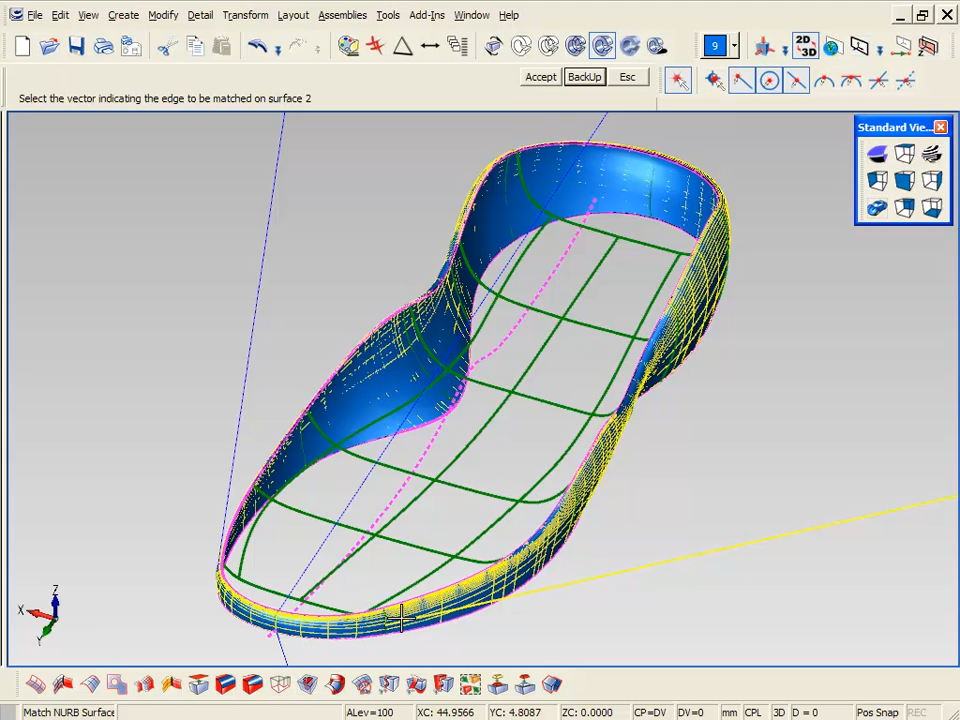 File Edit View Create Modify Detail Transform Layout Assemblies Tools Add-Ins Window Help
9 2D 3D
Accept BackUp Esc
Select the vector indicating the edge to be matched on surface 2
Standard Vie...
Z
X
Y
Match NURB Surface ALev=100 XC: 44.9566 YC: 4.8087 ZC: 0.0000 CP=DV DV=0 mm CPL 3D D = 0 Pos Snap REC